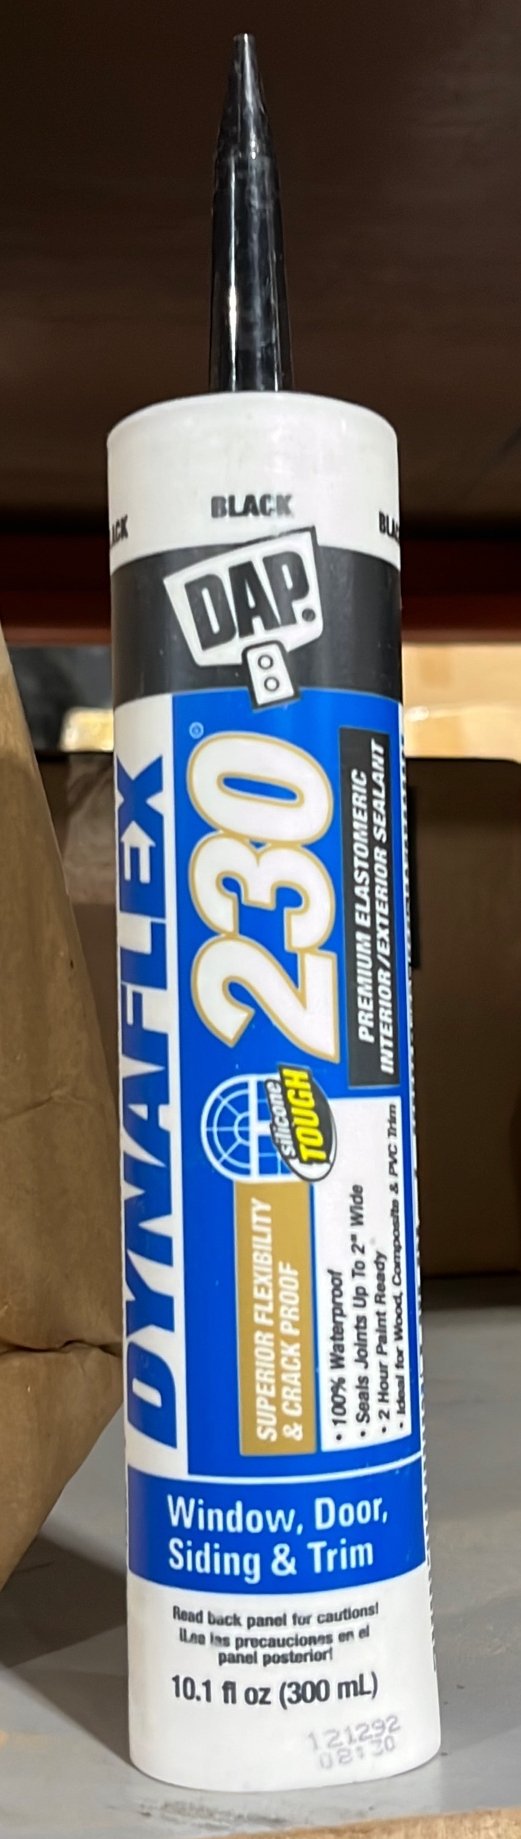 BLACK
DAP.
DYNAFLEX
230®
PREMIUM ELASTOMERIC
INTERIOR/EXTERIOR SEALANT
silicone
TOUGH
SUPERIOR FLEXIBILITY
& CRACK PROOF
• 100% Waterproof
• Seals Joints Up To 2" Wide
• 2 Hour Paint Ready
• Ideal for Wood, Composite & PVC Trim
Window, Door,
Siding & Trim
Read back panel for cautions!
¡Lea las precauciones en el
panel posterior!
10.1 fl oz (300 mL)
121292